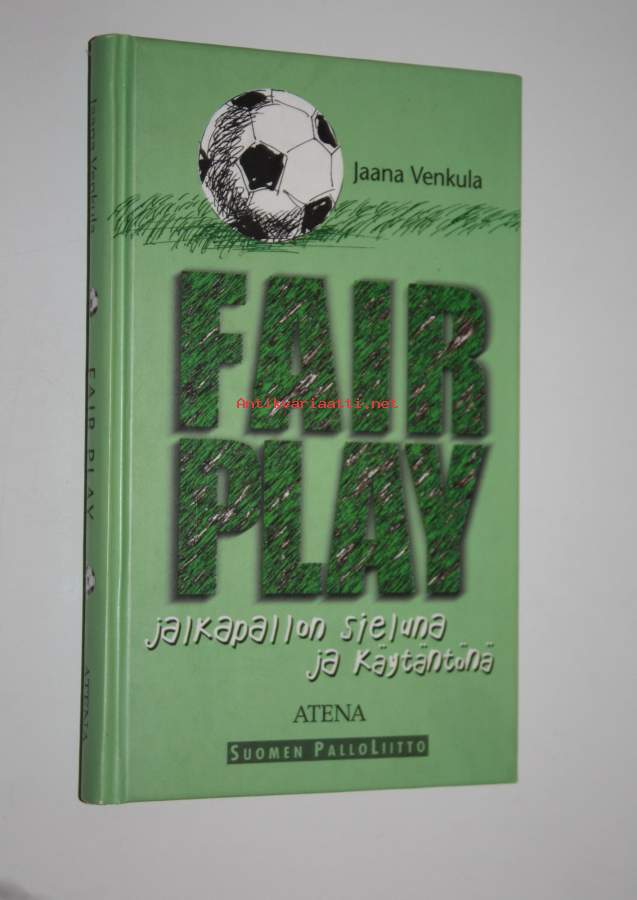 Jaana Venkula
FAIR
Antikvariaatti.net
PLAY
jalkapallon sieluna
ja käytäntönä
ATENA
SUOMEN PALLOLIITTO
Jaana Venkula
FAIR PLAY
ATENA